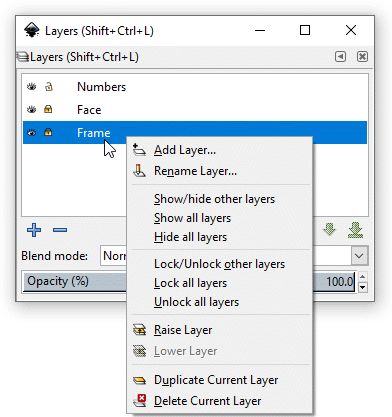 Layers (Shift+Ctrl+L)
Layers (Shift+Ctrl+L)
Numbers
Face
Frame
Add Layer...
Rename Layer...
Show/hide other layers
Show all layers
Hide all layers
Lock/Unlock other layers
Lock all layers
Unlock all layers
Raise Layer
Lower Layer
Duplicate Current Layer
Delete Current Layer
Blend mode:
Opacity (%) 100.0